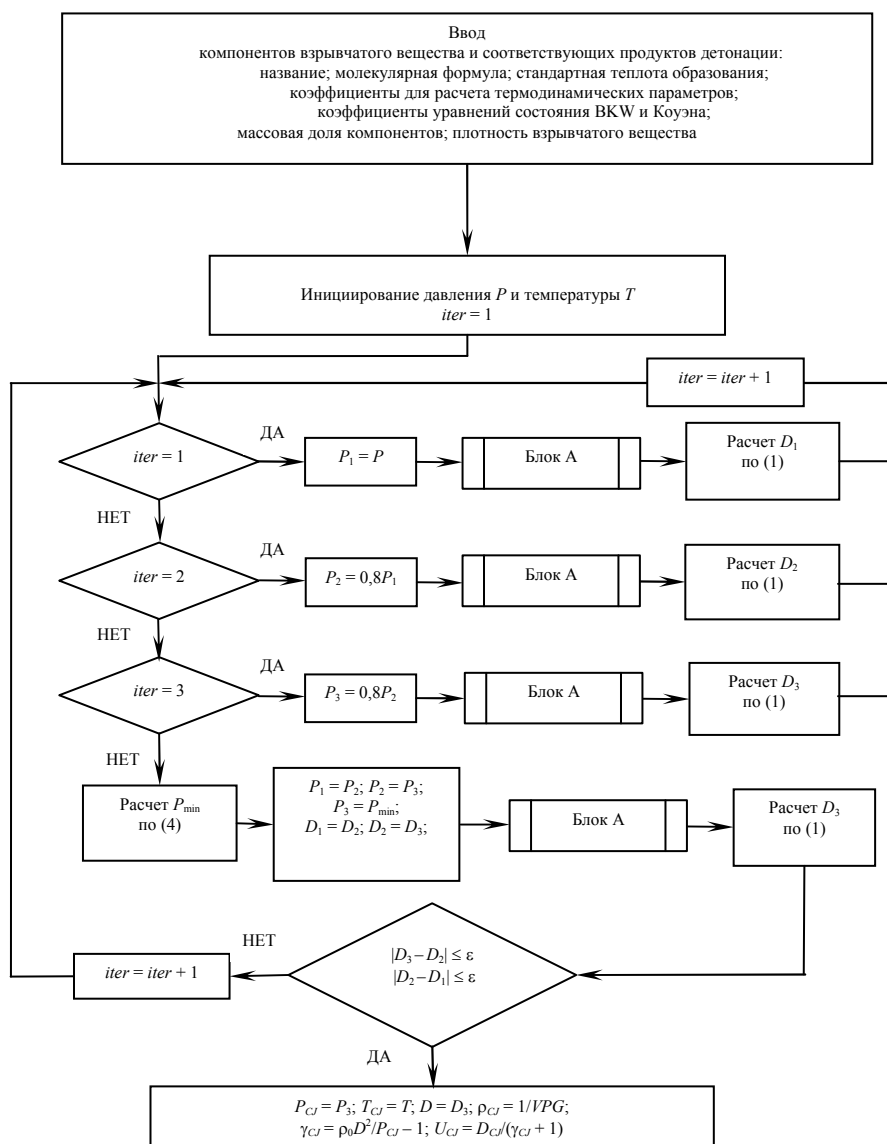 Ввод
компонентов взрывчатого вещества и соответствующих продуктов детонации:
название; молекулярная формула; стандартная теплота образования;
коэффициенты для расчета термодинамических параметров;
коэффициенты уравнений состояния BKW и Коуэна;
массовая доля компонентов; плотность взрывчатого вещества
Инициирование давления P и температуры T
iter = 1
iter = iter + 1
iter = 1
ДА
P₁ = P
Блок А
Расчет D₁
по (1)
НЕТ
iter = 2
ДА
P₂ = 0,8P₁
Блок А
Расчет D₂
по (1)
НЕТ
iter = 3
ДА
P₃ = 0,8P₂
Блок А
Расчет D₃
по (1)
НЕТ
Расчет Pmin
по (4)
P₁ = P₂; P₂ = P₃;
P₃ = Pmin;
D₁ = D₂; D₂ = D₃;
Блок А
Расчет D₃
по (1)
|D₃–D₂| ≤ ε
|D₂–D₁| ≤ ε
НЕТ
iter = iter + 1
ДА
PCJ = P₃; TCJ = T; D = D₃; ρCJ = 1/VPG;
γCJ = ρ₀D²/PCJ – 1; UCJ = DCJ/(γCJ + 1)